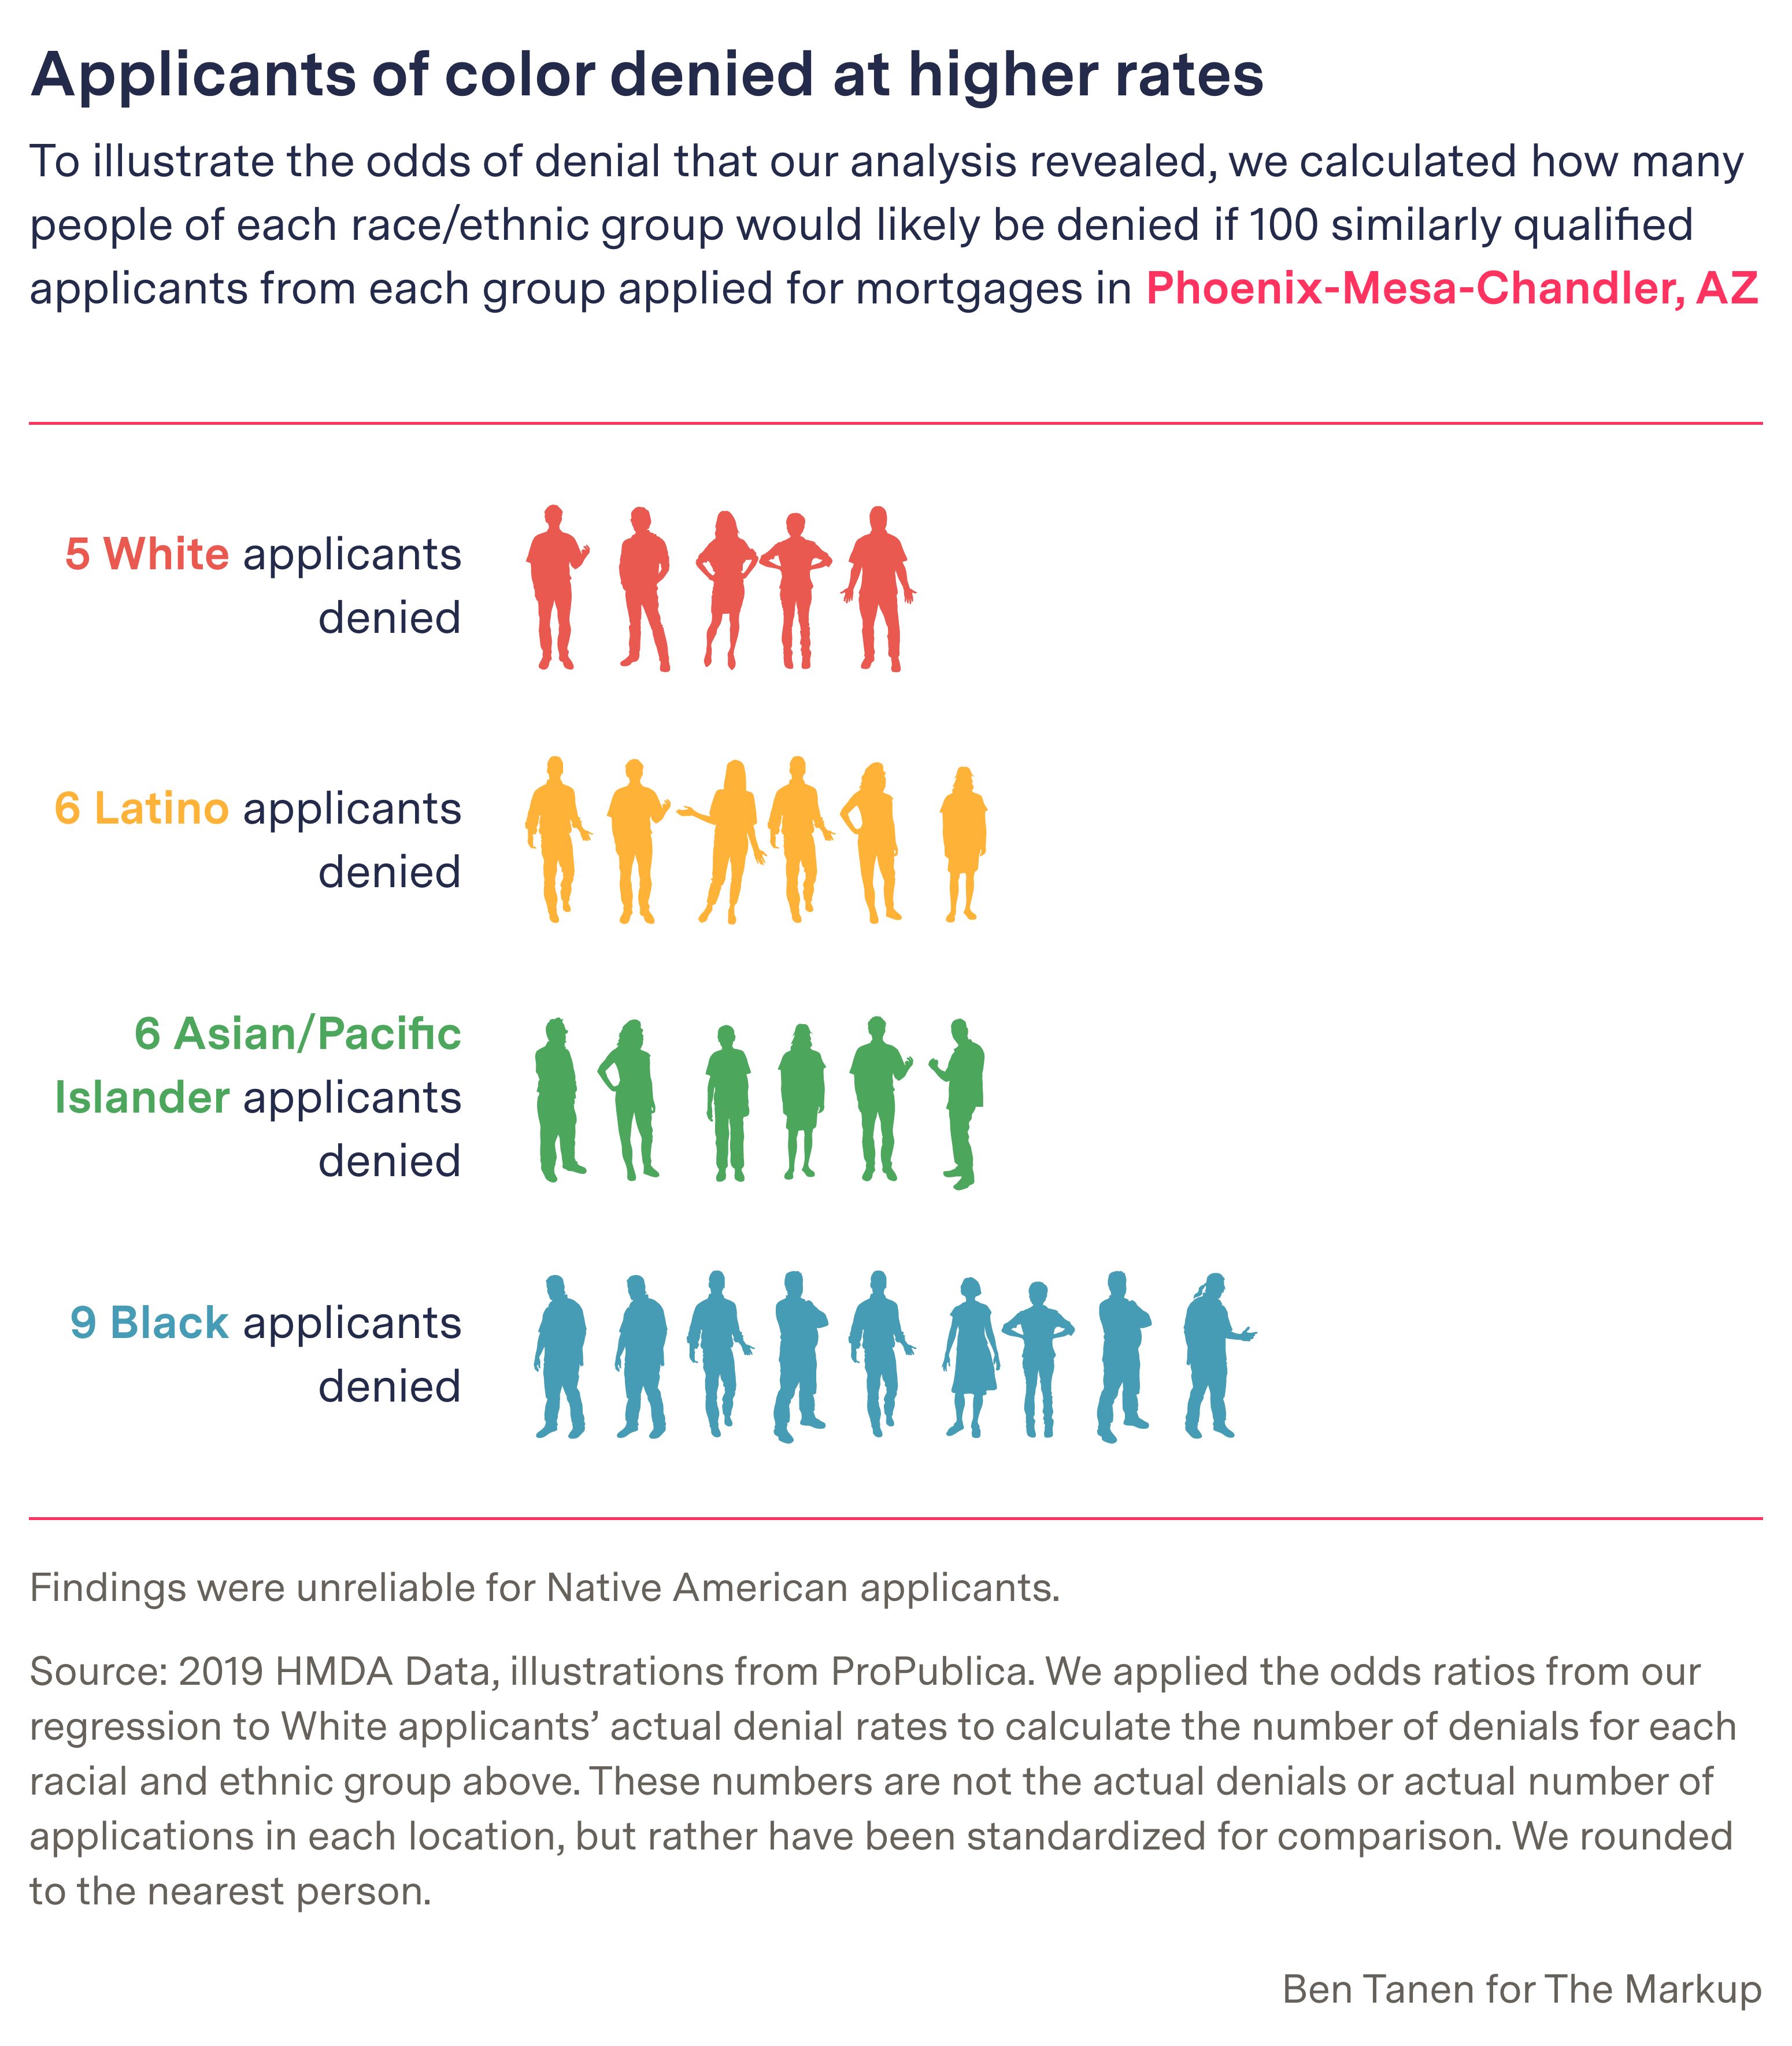 Applicants of color denied at higher rates
To illustrate the odds of denial that our analysis revealed, we calculated how many
people of each race/ethnic group would likely be denied if 100 similarly qualified
applicants from each group applied for mortgages in Phoenix-Mesa-Chandler, AZ
5 White applicants
denied
6 Latino applicants
denied
6 Asian/Pacific
Islander applicants
denied
9 Black applicants
denied
Findings were unreliable for Native American applicants.
Source: 2019 HMDA Data, illustrations from ProPublica. We applied the odds ratios from our
regression to White applicants’ actual denial rates to calculate the number of denials for each
racial and ethnic group above. These numbers are not the actual denials or actual number of
applications in each location, but rather have been standardized for comparison. We rounded
to the nearest person.
Ben Tanen for The Markup